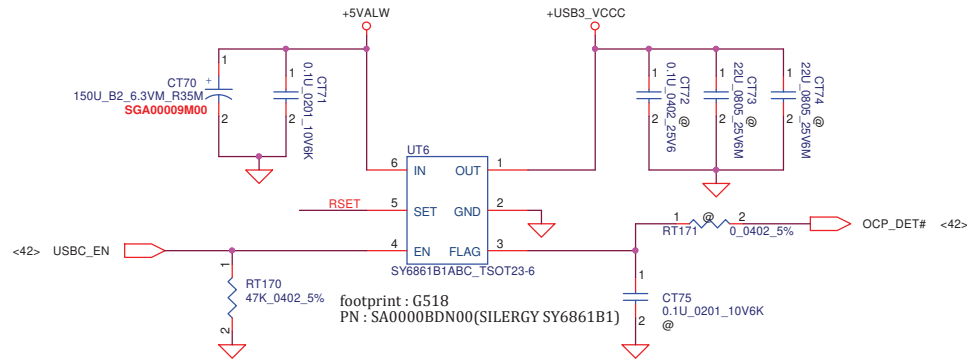 +5VALW
+USB3_VCCC
1
CT70
+
150U_B2_6.3VM_R35M
SGA00009M00
2
1
CT71
0.1U_0201_10V6K
2
1
CT72
0.1U_0402_25V6
@
2
1
CT73
22U_0805_25V6M
@
2
1
CT74
22U_0805_25V6M
@
2
UT6
6 IN OUT 1
RSET 5 SET GND 2
<42> USBC_EN 4 EN FLAG 3
SY6861B1ABC_TSOT23-6
1 @ 2
RT171 0_0402_5%
OCP_DET# <42>
1
RT170
47K_0402_5%
2
footprint : G518
PN : SA0000BDN00(SILERGY SY6861B1)
1
CT75
0.1U_0201_10V6K
2
@